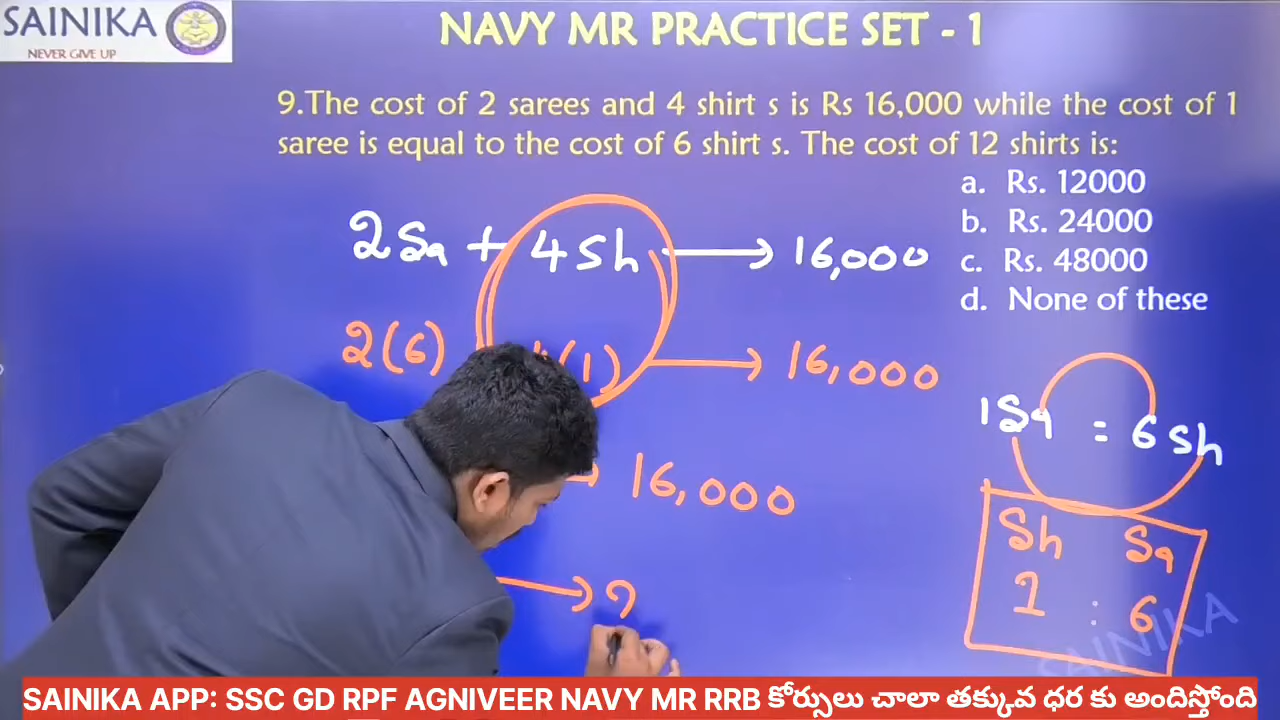 SAINIKA
NEVER GIVE UP
NAVY MR PRACTICE SET - 1
9.The cost of 2 sarees and 4 shirt s is Rs 16,000 while the cost of 1
saree is equal to the cost of 6 shirt s. The cost of 12 shirts is:
a. Rs. 12000
b. Rs. 24000
c. Rs. 48000
d. None of these
2Sa + 4Sh → 16,000
2(6) (1) → 16,000
→ 16,000
→ ?
1Sa = 6Sh
Sh Sa
1 : 6
SAINIKA
SAINIKA APP: SSC GD RPF AGNIVEER NAVY MR RRB కోర్సులు చాలా తక్కువ ధర కు అందిస్తోంది